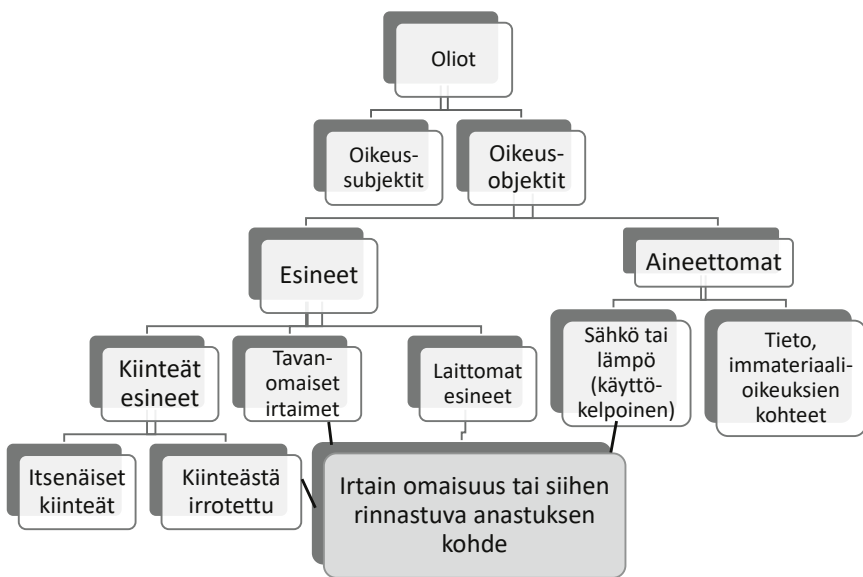 Oliot
Oikeus-
subjektit
Oikeus-
objektit
Esineet
Aineettomat
Kiinteät
esineet
Tavan-
omaiset
irtaimet
Laittomat
esineet
Sähkö tai
lämpö
(käyttö-
kelpoinen)
Tieto,
immateriaali-
oikeuksien
kohteet
Itsenäiset
kiinteät
Kiinteästä
irrotettu
Irtain omaisuus tai siihen
rinnastuva anastuksen
kohde